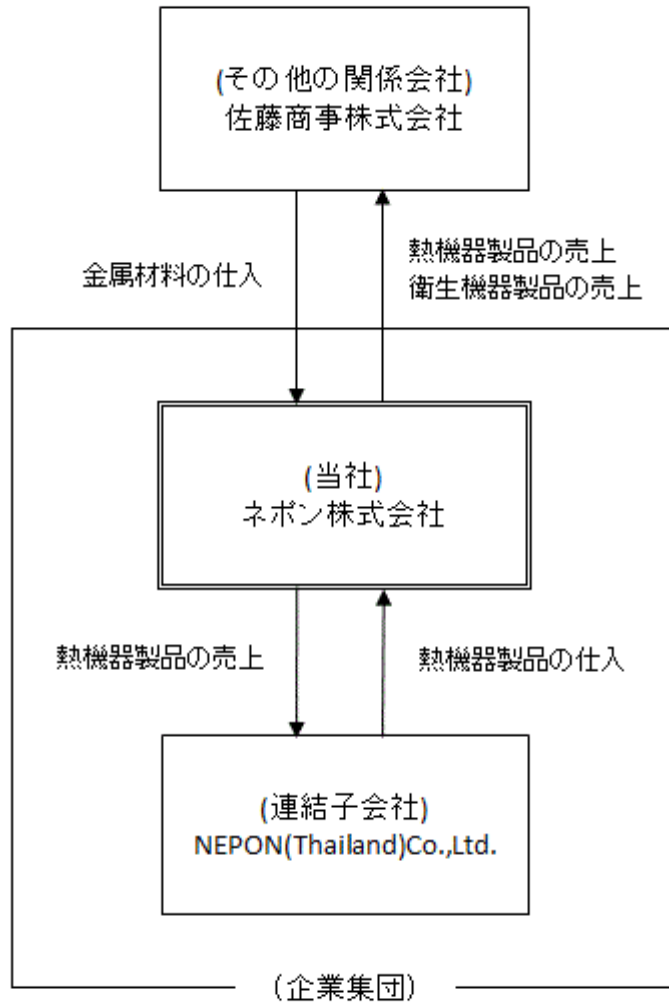 (その他の関係会社)
佐藤商事株式会社
金属材料の仕入
熱機器製品の売上
衛生機器製品の売上
(当社)
ネポン株式会社
熱機器製品の売上
熱機器製品の仕入
(連結子会社)
NEPON(Thailand)Co.,Ltd.
(企業集団)